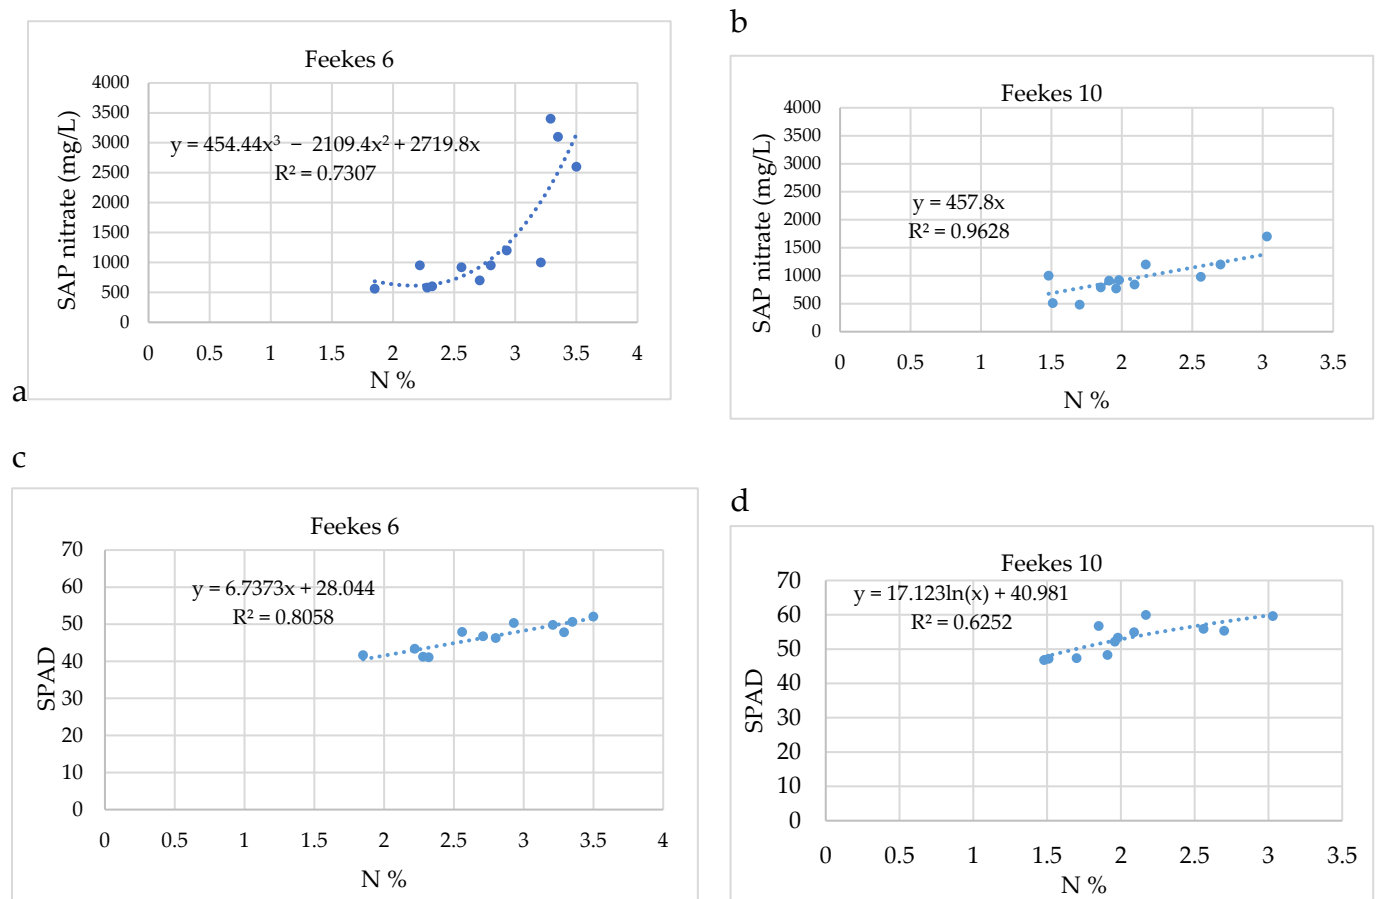 b
Feekes 6
4000
3500
3000
2500
2000
1500
1000
500
0
SAP nitrate (mg/L)
y = 454.44x³ − 2109.4x² + 2719.8x
R² = 0.7307
0 0.5 1 1.5 2 2.5 3 3.5 4
N %
a
Feekes 10
4000
3500
3000
2500
2000
1500
1000
500
0
SAP nitrate (mg/L)
y = 457.8x
R² = 0.9628
0 0.5 1 1.5 2 2.5 3 3.5
N %
c
Feekes 6
70
60
50
40
30
20
10
0
SPAD
y = 6.7373x + 28.044
R² = 0.8058
0 0.5 1 1.5 2 2.5 3 3.5 4
N %
d
Feekes 10
70
60
50
40
30
20
10
0
SPAD
y = 17.123ln(x) + 40.981
R² = 0.6252
0 0.5 1 1.5 2 2.5 3 3.5
N %